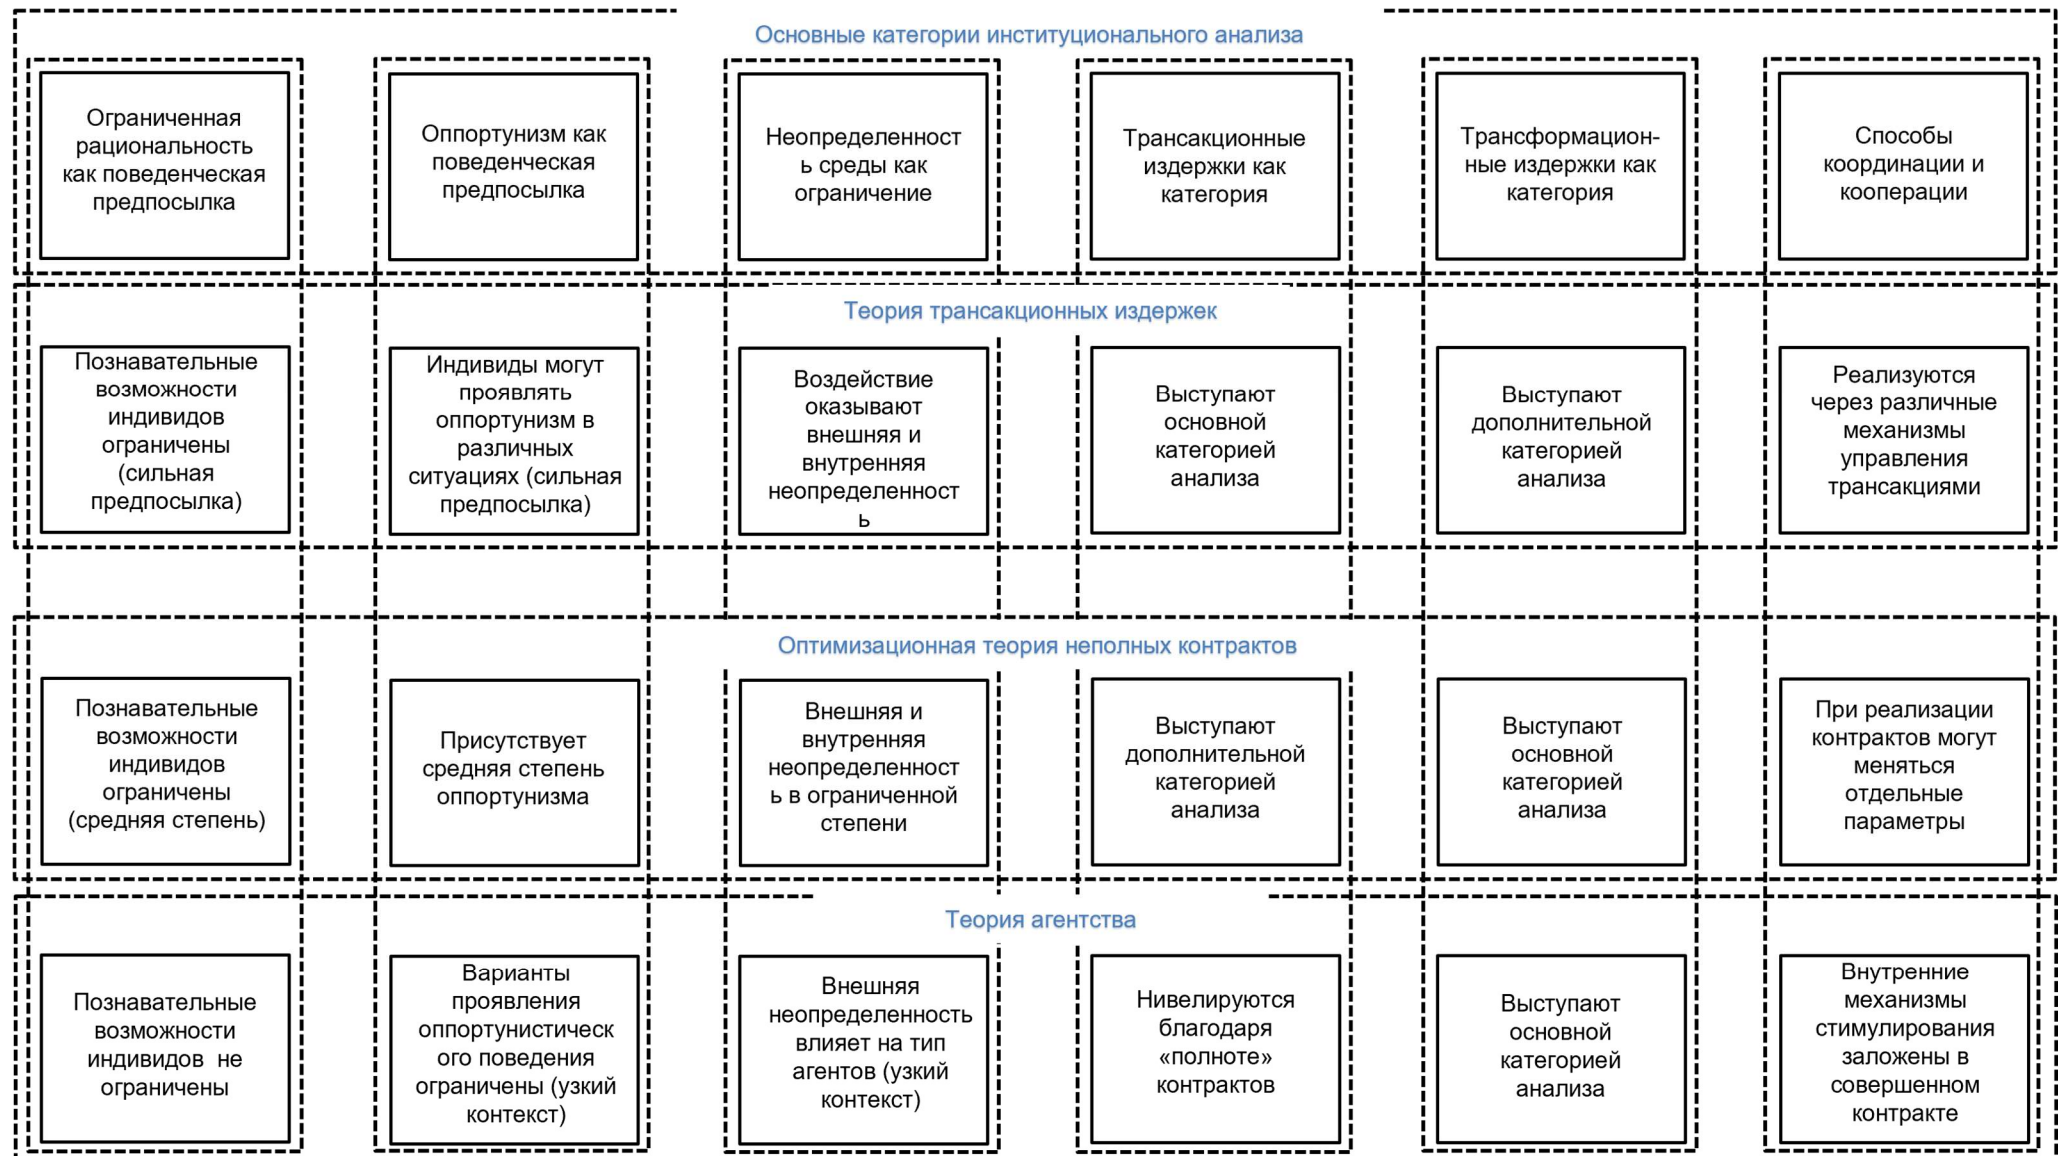 Основные категории институционального анализа
Ограниченная
рациональность
как поведенческая
предпосылка
Оппортунизм как
поведенческая
предпосылка
Неопределенност
ь среды как
ограничение
Трансакционные
издержки как
категория
Трансформацион-
ные издержки как
категория
Способы
координации и
кооперации
Теория трансакционных издержек
Познавательные
возможности
индивидов
ограничены
(сильная
предпосылка)
Индивиды могут
проявлять
оппортунизм в
различных
ситуациях (сильная
предпосылка)
Воздействие
оказывают
внешняя и
внутренняя
неопределенност
ь
Выступают
основной
категорией
анализа
Выступают
дополнительной
категорией
анализа
Реализуются
через различные
механизмы
управления
трансакциями
Оптимизационная теория неполных контрактов
Познавательные
возможности
индивидов
ограничены
(средняя степень)
Присутствует
средняя степень
оппортунизма
Внешняя и
внутренняя
неопределенност
ь в ограниченной
степени
Выступают
дополнительной
категорией
анализа
Выступают
основной
категорией
анализа
При реализации
контрактов могут
меняться
отдельные
параметры
Теория агентства
Познавательные
возможности
индивидов не
ограничены
Варианты
проявления
оппортунистическ
ого поведения
ограничены (узкий
контекст)
Внешняя
неопределенность
влияет на тип
агентов (узкий
контекст)
Нивелируются
благодаря
«полноте»
контрактов
Выступают
основной
категорией
анализа
Внутренние
механизмы
стимулирования
заложены в
совершенном
контракте